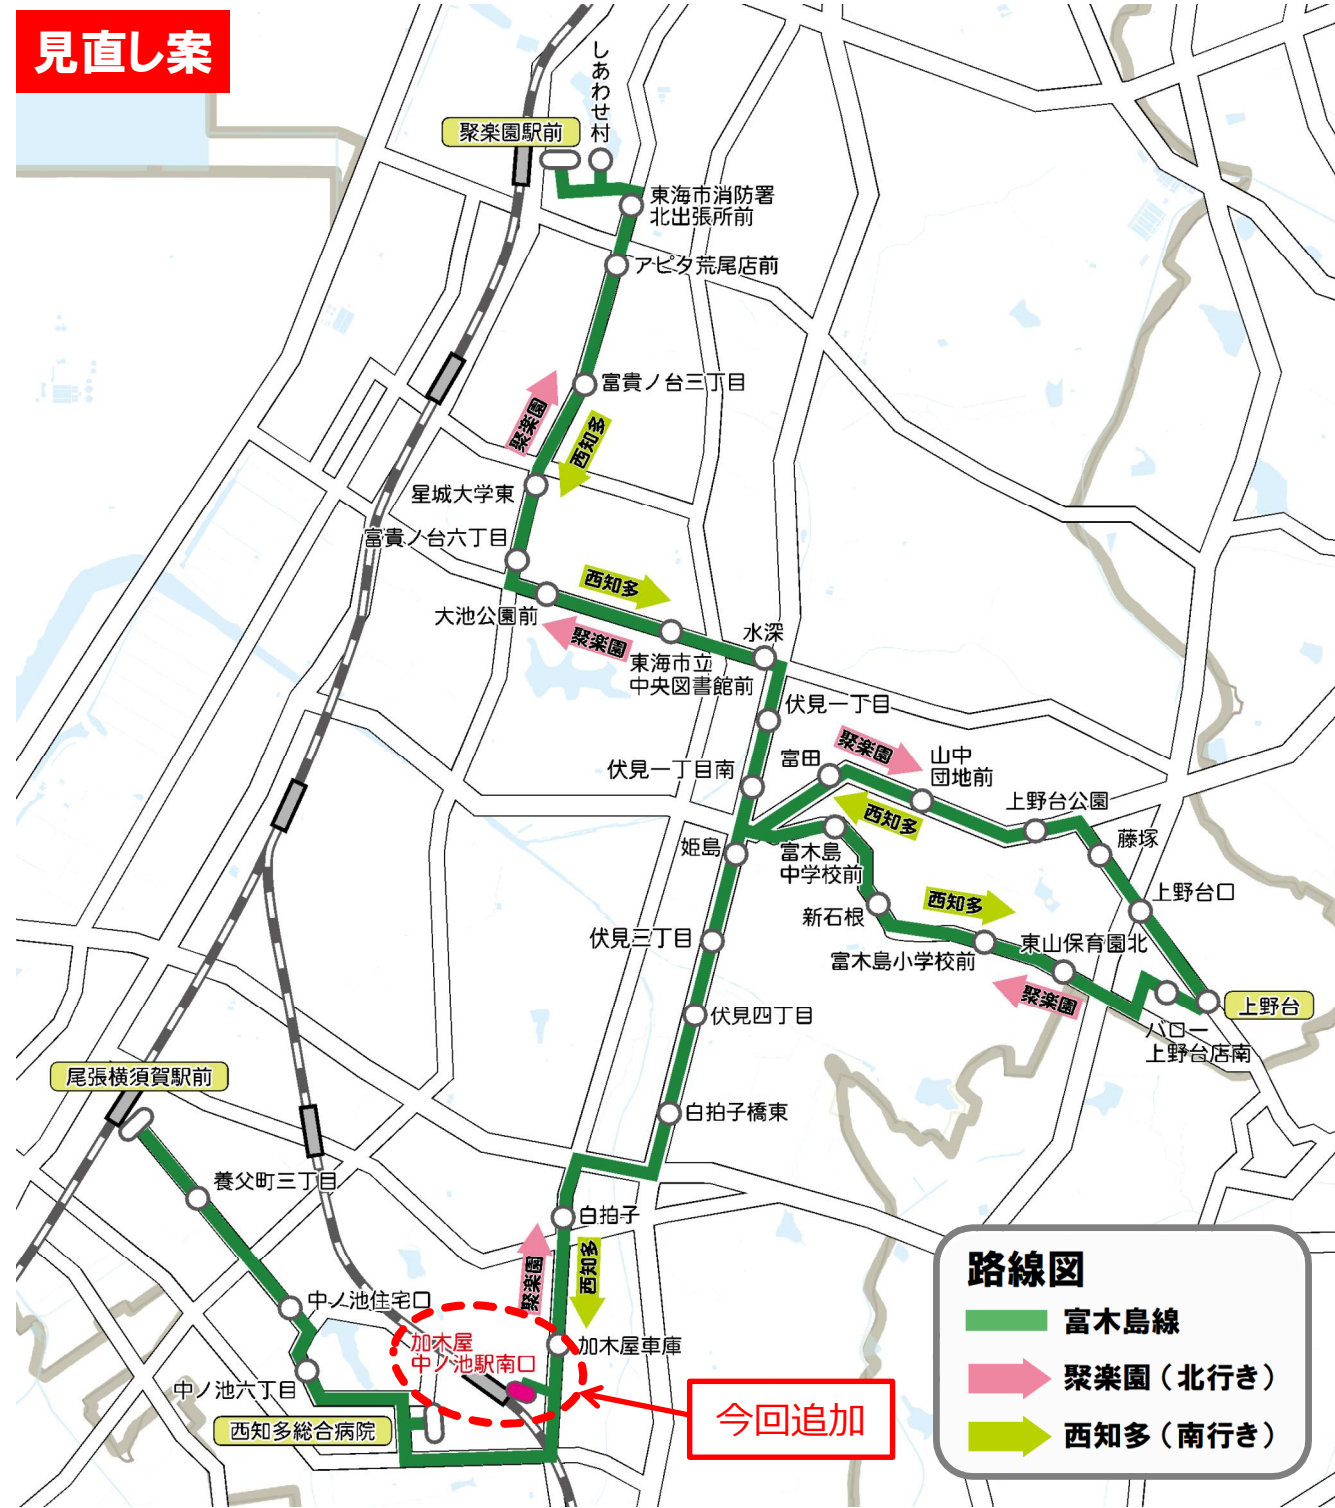 見直し案
しあわせ村
聚楽園駅前
東海市消防署
北出張所前
アピタ荒尾店前
富貴ノ台三丁目
聚楽園
西知多
星城大学東
富貴ノ台六丁目
西知多
大池公園前
聚楽園
水深
東海市立
中央図書館前
伏見一丁目
聚楽園
富田
山中
団地前
伏見一丁目南
西知多
上野台公園
姫島
富木島
中学校前
藤塚
上野台口
西知多
新石根
伏見三丁目
東山保育園北
富木島小学校前
聚楽園
上野台
伏見四丁目
バロー
上野台店南
尾張横須賀駅前
白拍子橋東
養父町三丁目
白拍子
聚楽園
西知多
中ノ池住宅口
加木屋
中ノ池駅南口
加木屋車庫
中ノ池六丁目
西知多総合病院
今回追加
路線図
富木島線
聚楽園（北行き）
西知多（南行き）